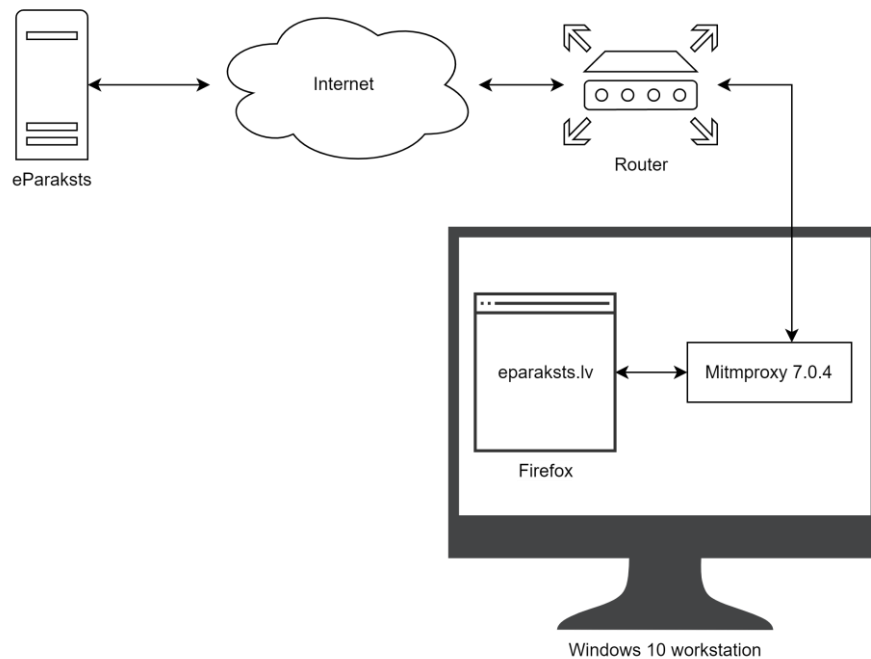 eParaksts
Internet
Router
eparaksts.lv
Mitmproxy 7.0.4
Firefox
Windows 10 workstation